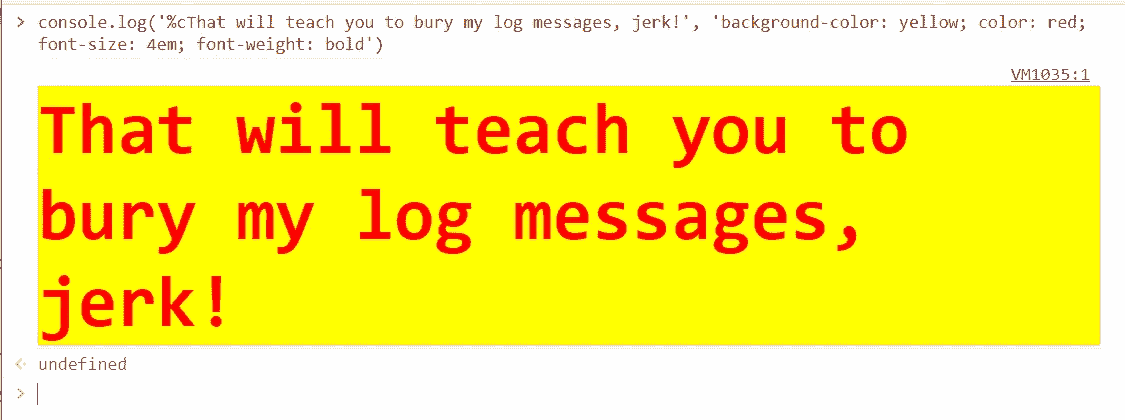 > console.log('%cThat will teach you to bury my log messages, jerk!', 'background-color: yellow; color: red;
font-size: 4em; font-weight: bold')
VM1035:1
That will teach you to
bury my log messages,
jerk!
undefined
>